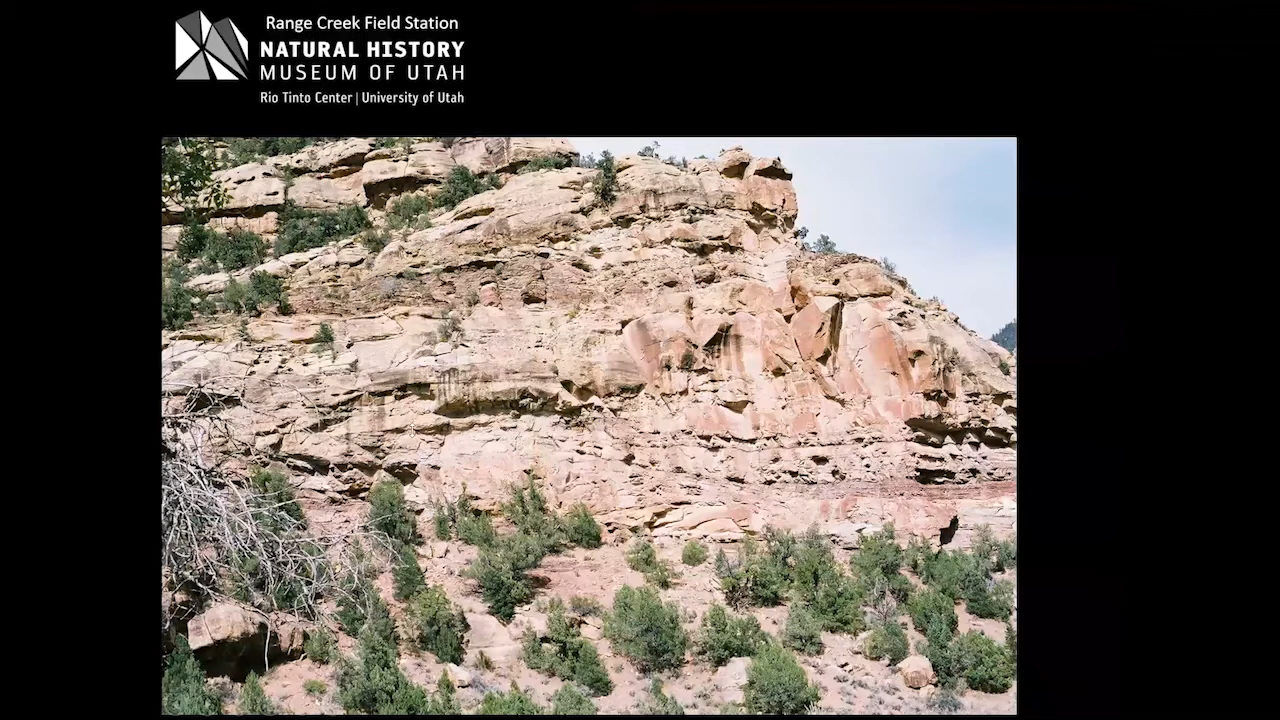 Range Creek Field Station
NATURAL HISTORY
MUSEUM OF UTAH
Rio Tinto Center | University of Utah